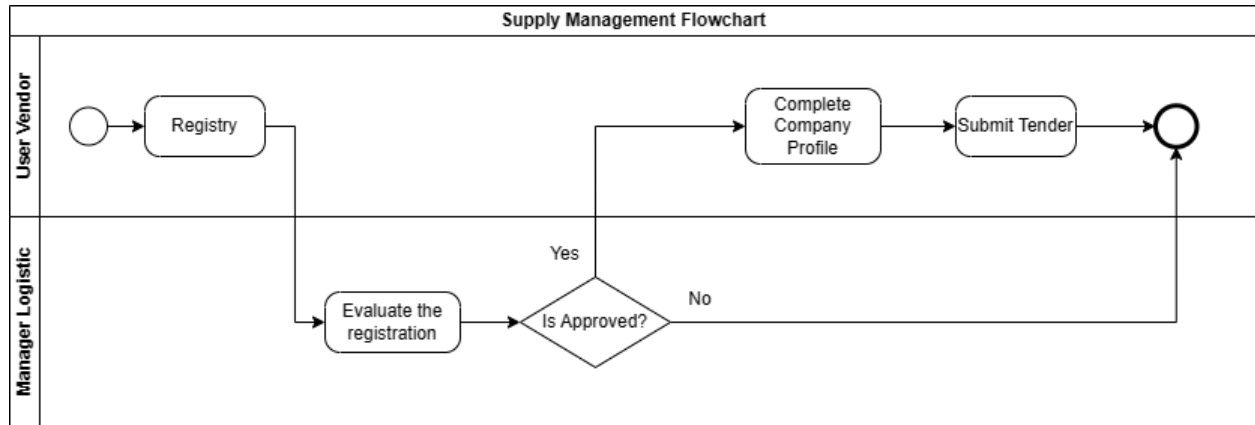 Supply Management Flowchart
User Vendor
Registry
Complete
Company
Profile
Submit Tender
Manager Logistic
Yes
Evaluate the
registration
Is Approved?
No